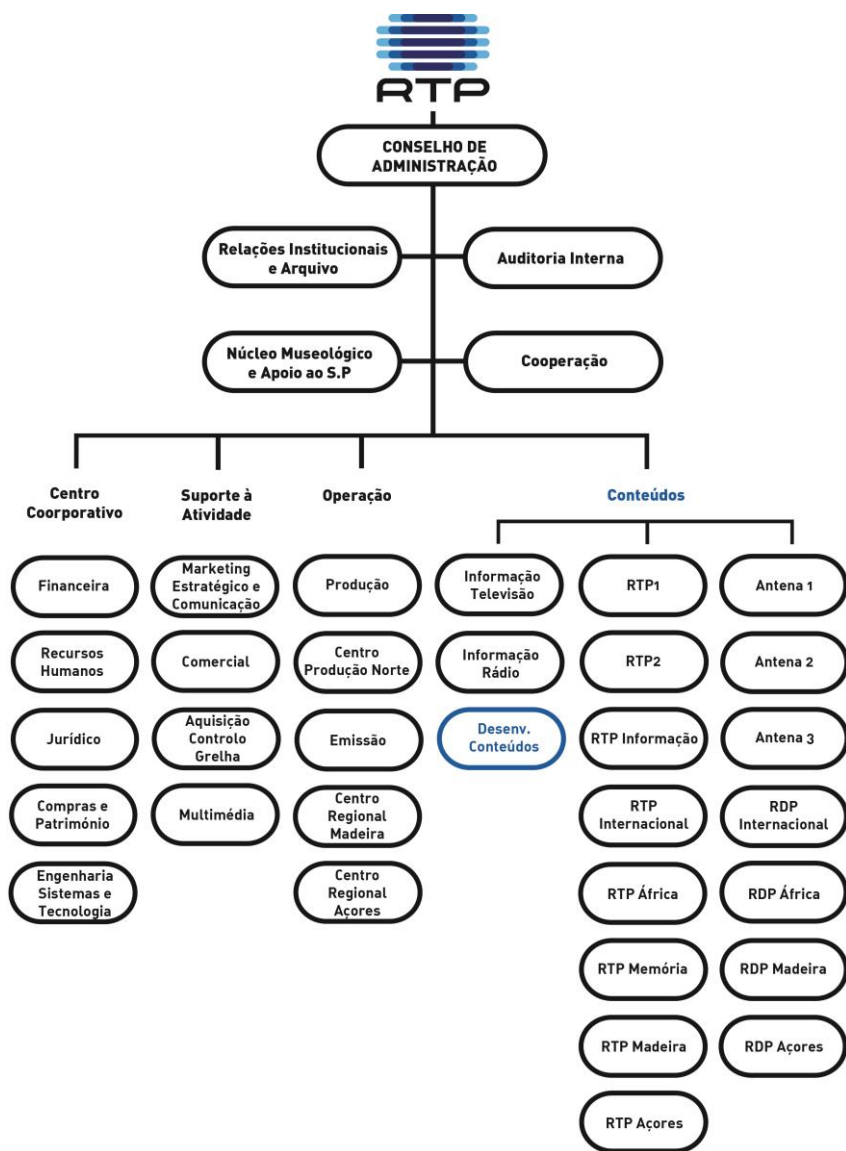 RTP
CONSELHO DE
ADMINISTRAÇÃO
Relações Institucionais
e Arquivo
Auditoria Interna
Núcleo Museológico
e Apoio ao S.P
Cooperação
Centro
Coorporativo
Suporte à
Atividade
Operação
Conteúdos
Financeira
Recursos
Humanos
Jurídico
Compras e
Património
Engenharia
Sistemas e
Tecnologia
Marketing
Estratégico e
Comunicação
Comercial
Aquisição
Controlo
Grelha
Multimédia
Produção
Centro
Produção Norte
Emissão
Centro
Regional
Madeira
Centro
Regional
Açores
Informação
Televisão
Informação
Rádio
Desenv.
Conteúdos
RTP1
RTP2
RTP Informação
RTP
Internacional
RTP África
RTP Memória
RTP Madeira
RTP Açores
Antena 1
Antena 2
Antena 3
RDP
Internacional
RDP África
RDP Madeira
RDP Açores